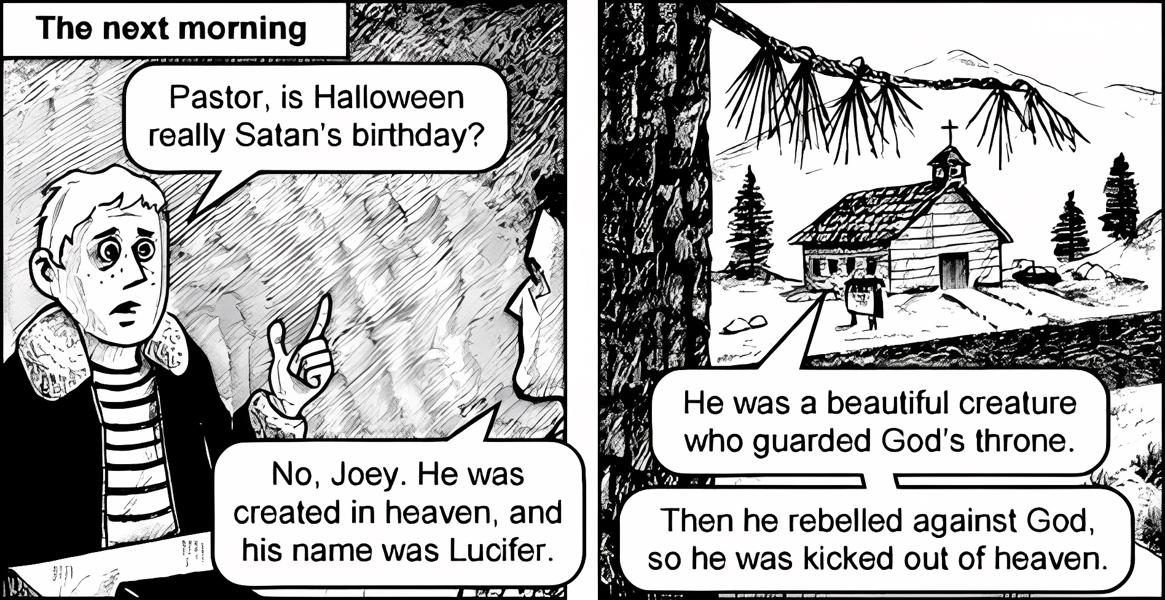 The next morning
Pastor, is Halloween
really Satan's birthday?
No, Joey. He was
created in heaven, and
his name was Lucifer.
He was a beautiful creature
who guarded God's throne.
Then he rebelled against God,
so he was kicked out of heaven.